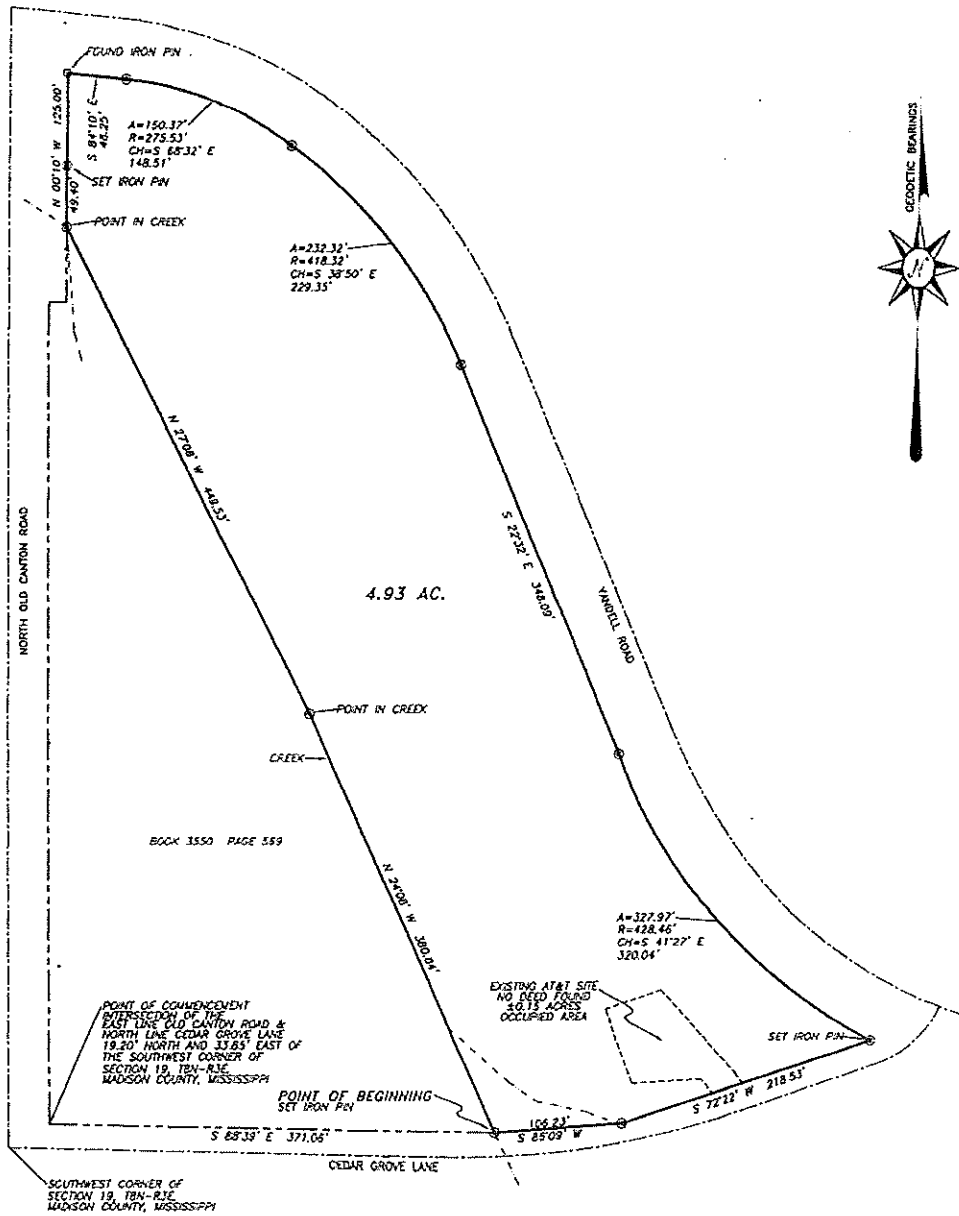 FOUND IRON PIN
N 00°10' W 125.00'
S 84°10' E
48.25'
A=150.37'
R=275.53'
CH=S 68°32' E
148.51'
SET IRON PIN
49.40'
POINT IN CREEK
A=232.32'
R=418.32'
CH=S 38°50' E
229.35'
GEODETIC BEARINGS
N
N 27°08' W 449.53'
S 22°32' E 348.09'
NORTH OLD CANTON ROAD
4.93 AC.
YANDELL ROAD
POINT IN CREEK
CREEK
BOOK 3550 PAGE 559
N 24°08' W 380.84'
A=327.97'
R=428.46'
CH=S 41°27' E
320.04'
EXISTING AT&T SITE
NO DEED FOUND
±0.15 ACRES
OCCUPIED AREA
SET IRON PIN
POINT OF COMMENCEMENT
INTERSECTION OF THE
EAST LINE OLD CANTON ROAD &
NORTH LINE CEDAR GROVE LANE
19.20' NORTH AND 33.85' EAST OF
THE SOUTHWEST CORNER OF
SECTION 19, T8N-R3E,
MADISON COUNTY, MISSISSIPPI
POINT OF BEGINNING
SET IRON PIN
S 72°22' W 218.53'
106.23'
S 85°09' W
S 88°39' E 371.06'
CEDAR GROVE LANE
SOUTHWEST CORNER OF
SECTION 19, T8N-R3E,
MADISON COUNTY, MISSISSIPPI